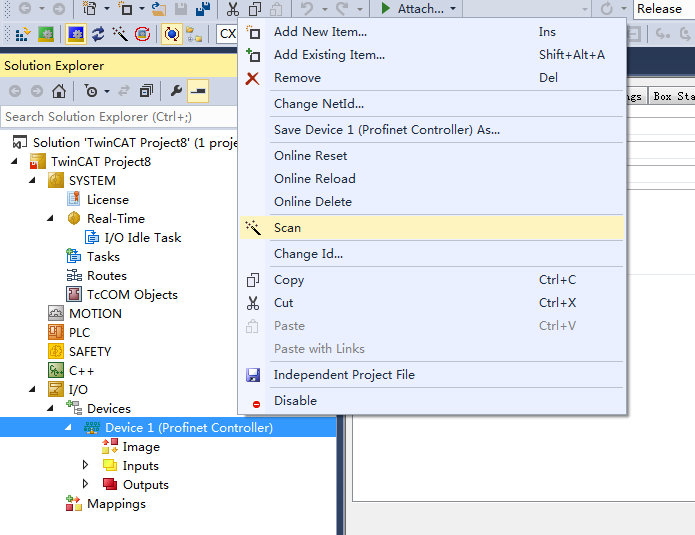 Attach...
Release
CX
Solution Explorer
Search Solution Explorer (Ctrl+;)
Solution 'TwinCAT Project8' (1 proje
TwinCAT Project8
SYSTEM
License
Real-Time
I/O Idle Task
Tasks
Routes
TcCOM Objects
MOTION
PLC
SAFETY
C++
I/O
Devices
Device 1 (Profinet Controller)
Image
Inputs
Outputs
Mappings
Add New Item... Ins
Add Existing Item... Shift+Alt+A
Remove Del
Change NetId...
Save Device 1 (Profinet Controller) As...
Online Reset
Online Reload
Online Delete
Scan
Change Id...
Copy Ctrl+C
Cut Ctrl+X
Paste Ctrl+V
Paste with Links
Independent Project File
Disable
ngs Box Sta